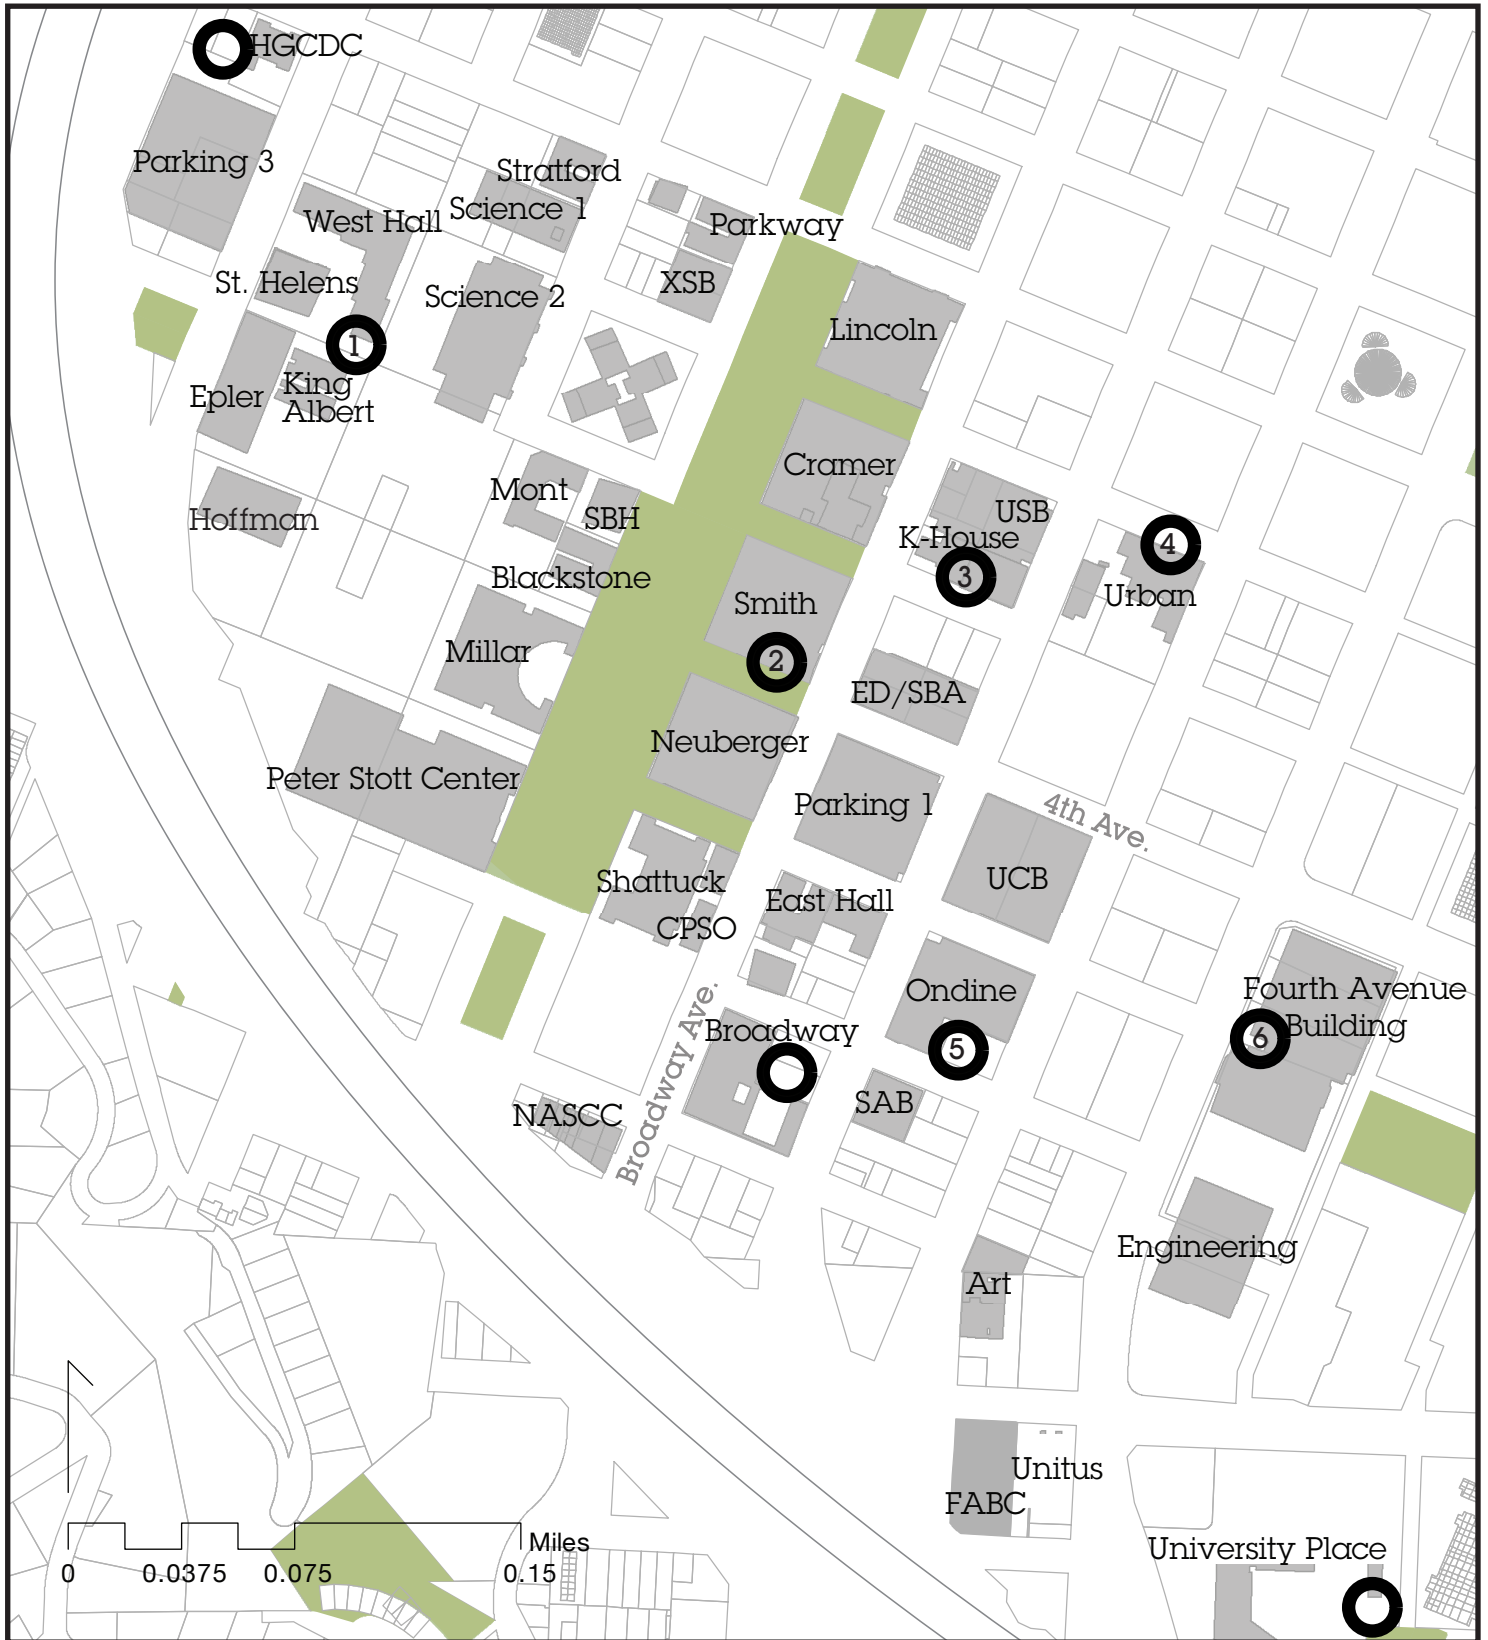 HGCDC
Parking 3
Stratford
Science 1
West Hall
Parkway
St. Helens
Science 2
XSB
Lincoln
1
King
Albert
Epler
Cramer
Mont
SBH
USB
Hoffman
K-House
4
3
Blackstone
Urban
Smith
Millar
2
ED/SBA
Neuberger
Peter Stott Center
Parking 1
4th Ave.
UCB
Shattuck
East Hall
CPSO
Ondine
Fourth Avenue
Building
6
Broadway
5
Broadway Ave.
SAB
NASCC
Engineering
Art
Unitus
FABC
University Place
Miles
0
0.0375
0.075
0.15